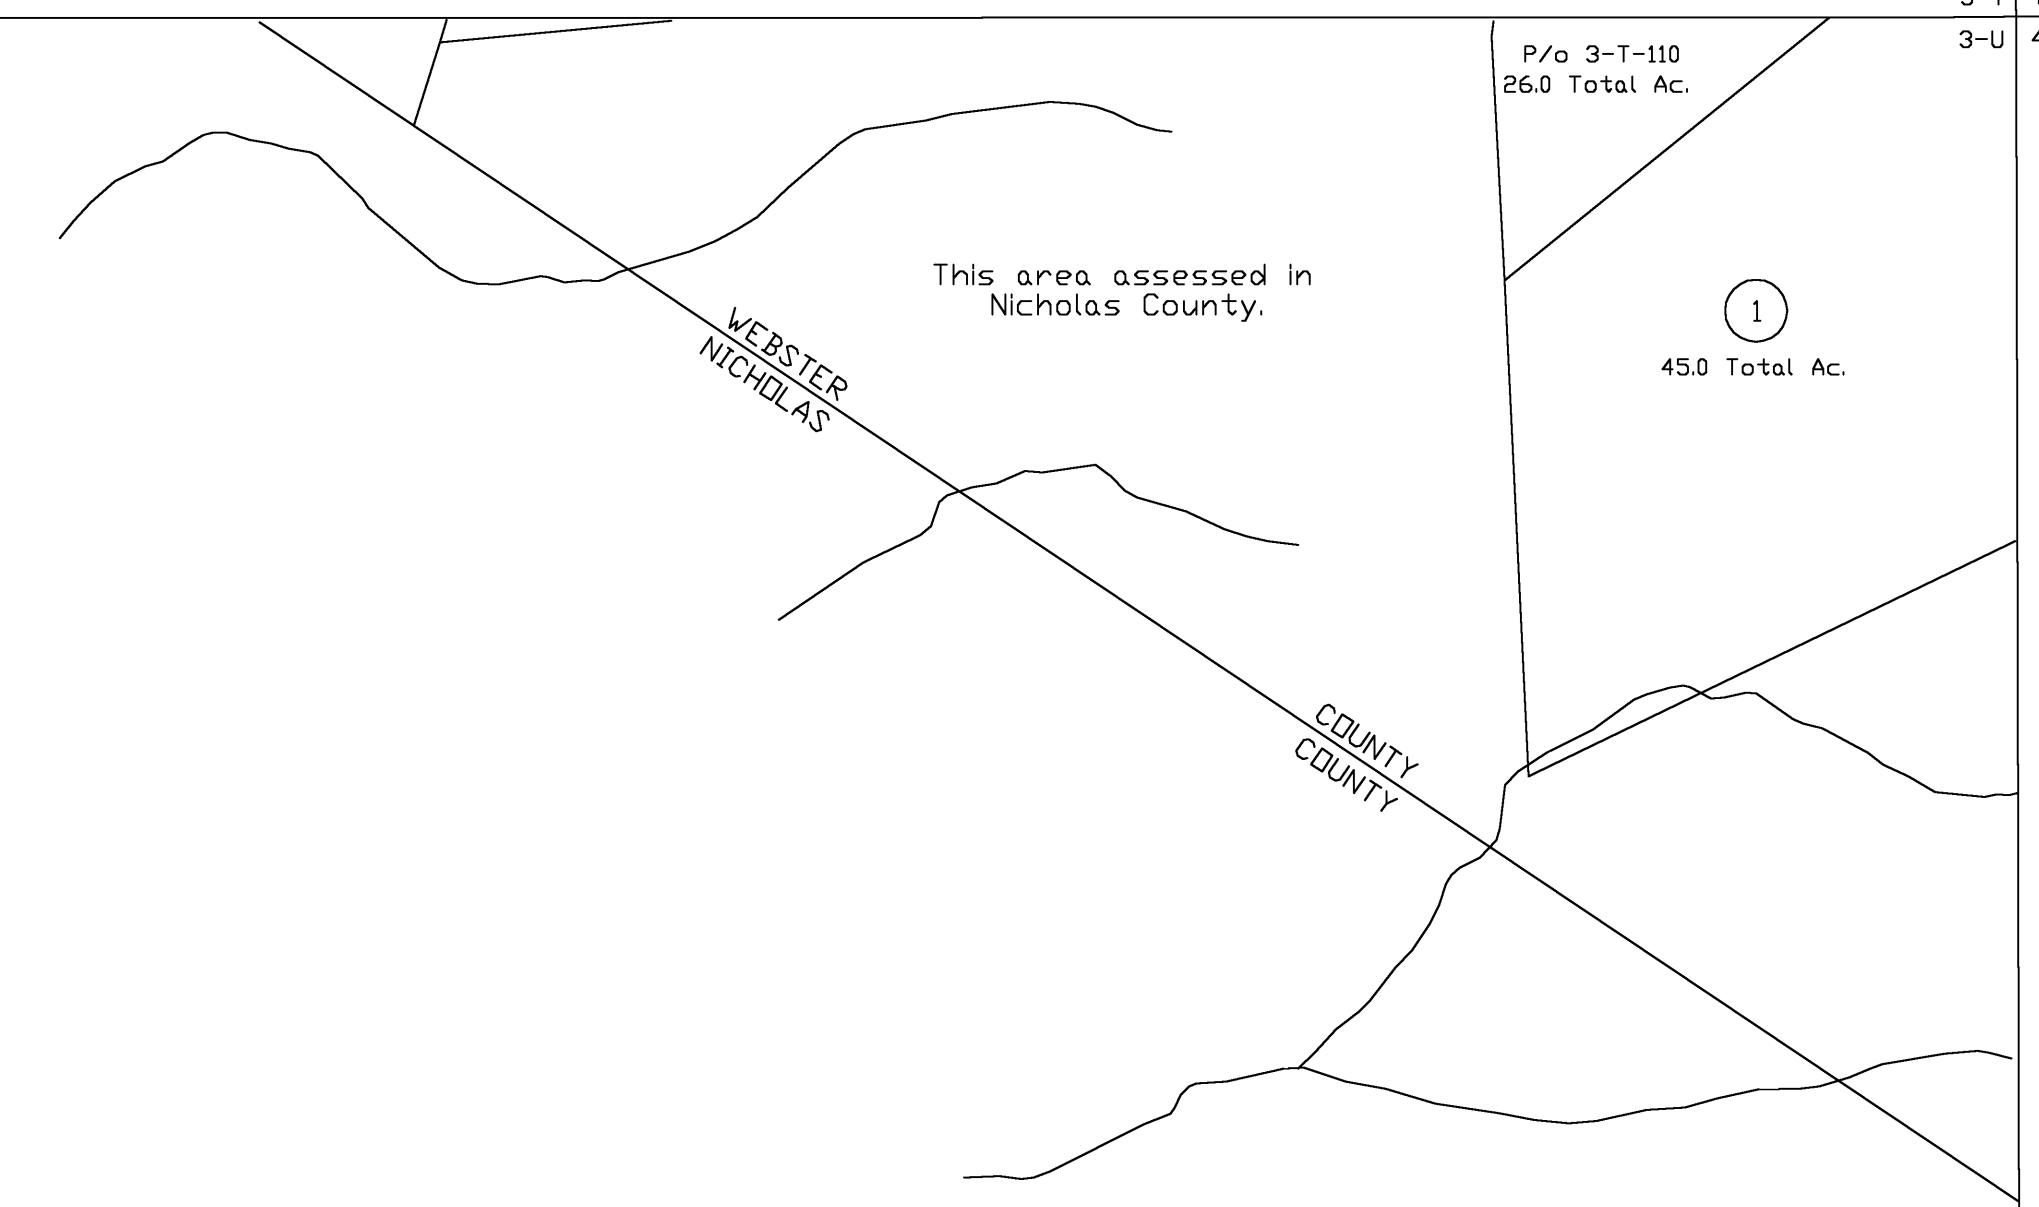 3-U
P/o 3-T-110
26.0 Total Ac.
This area assessed in
Nicholas County.
1
45.0 Total Ac.
WEBSTER
NICHOLAS
COUNTY
COUNTY